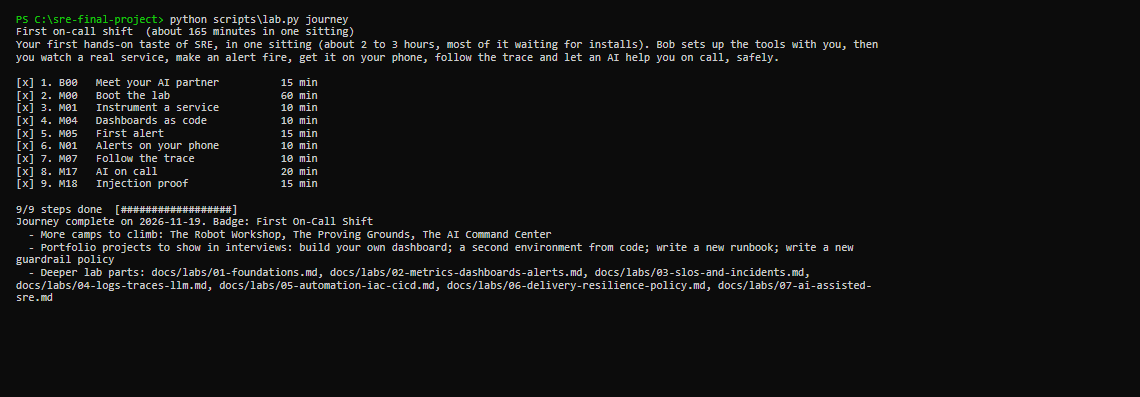 PS C:\sre-final-project> python scripts\lab.py journey
First on-call shift  (about 165 minutes in one sitting)
Your first hands-on taste of SRE, in one sitting (about 2 to 3 hours, most of it waiting for installs). Bob sets up the tools with you, then
you watch a real service, make an alert fire, get it on your phone, follow the trace and let an AI help you on call, safely.

[x] 1. B00   Meet your AI partner          15 min
[x] 2. M00   Boot the lab                  60 min
[x] 3. M01   Instrument a service          10 min
[x] 4. M04   Dashboards as code            10 min
[x] 5. M05   First alert                   15 min
[x] 6. N01   Alerts on your phone          10 min
[x] 7. M07   Follow the trace              10 min
[x] 8. M17   AI on call                    20 min
[x] 9. M18   Injection proof               15 min

9/9 steps done  [##################]
Journey complete on 2026-11-19. Badge: First On-Call Shift
  - More camps to climb: The Robot Workshop, The Proving Grounds, The AI Command Center
  - Portfolio projects to show in interviews: build your own dashboard; a second environment from code; write a new runbook; write a new
guardrail policy
  - Deeper lab parts: docs/labs/01-foundations.md, docs/labs/02-metrics-dashboards-alerts.md, docs/labs/03-slos-and-incidents.md,
docs/labs/04-logs-traces-llm.md, docs/labs/05-automation-iac-cicd.md, docs/labs/06-delivery-resilience-policy.md, docs/labs/07-ai-assisted-
sre.md